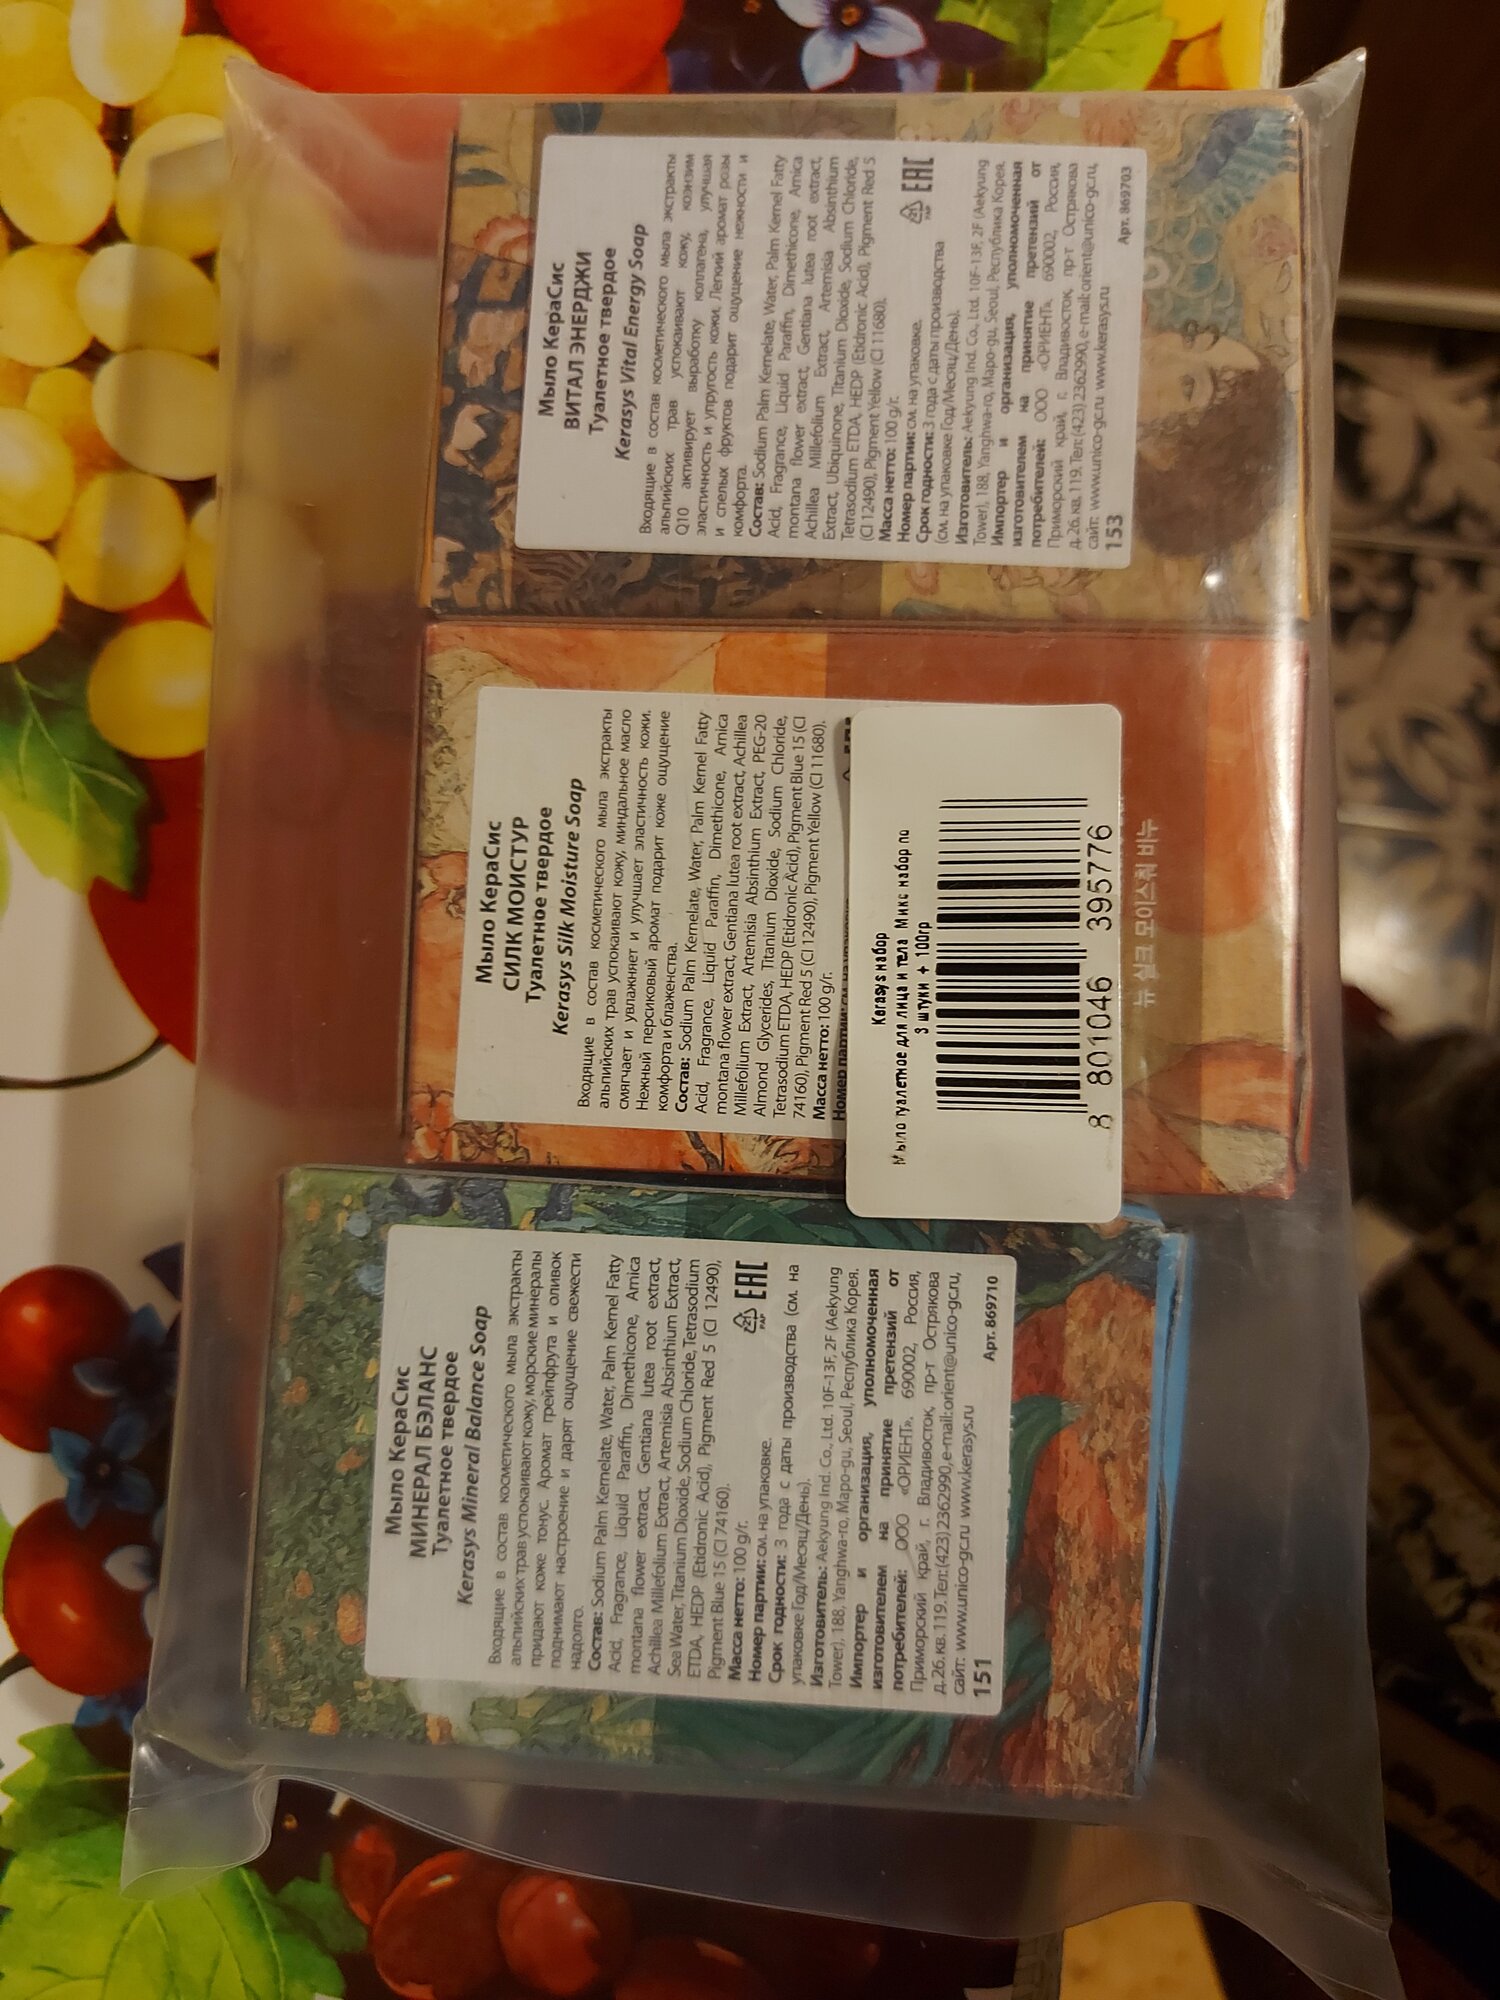 Мыло КераСис
МИНЕРАЛ БЭЛАНС
Туалетное твердое
Kerasys Mineral Balance Soap
Входящие в состав косметического мыла экстракты
альпийских трав успокаивают кожу, морские минералы
придают коже тонус. Аромат грейпфрута и оливок
поднимают настроение и дарят ощущение свежести
надолго.
Состав: Sodium Palm Kernelate, Water, Palm Kernel Fatty
Acid, Fragrance, Liquid Paraffin, Dimethicone, Arnica
montana flower extract, Gentiana lutea root extract,
Achillea Millefolium Extract, Artemisia Absinthium Extract,
Sea Water, Titanium Dioxide, Sodium Chloride, Tetrasodium
ETDA, HEDP (Etidronic Acid), Pigment Red 5 (CI 12490),
Pigment Blue 15 (CI 74160).
Масса нетто: 100 g/г.
Номер партии: см. на упаковке.
Срок годности: 3 года с даты производства (см. на
упаковке Год/Месяц/День).
Изготовитель: Aekyung Ind. Co., Ltd. 10F-13F, 2F (Aekyung
Tower), 188, Yanghwa-ro, Mapo-gu, Seoul, Республика Корея.
Импортер и организация, уполномоченная
изготовителем на принятие претензий от
потребителей: ООО «ОРИЕНТ», 690002, Россия,
Приморский край, г. Владивосток, пр-т Острякова
д.26, кв. 119. Тел: (423) 2362990, e-mail: orient@unico-gc.ru,
сайт: www.unico-gc.ru www.kerasys.ru
151
Арт. 869710
21
PAP
EAC
Мыло КераСис
СИЛК МОИСТУР
Туалетное твердое
Kerasys Silk Moisture Soap
Входящие в состав косметического мыла экстракты
альпийских трав успокаивают кожу, миндальное масло
смягчает и увлажняет и улучшает эластичность кожи.
Нежный персиковый аромат подарит коже ощущение
комфорта и блаженства.
Состав: Sodium Palm Kernelate, Water, Palm Kernel Fatty
Acid, Fragrance, Liquid Paraffin, Dimethicone, Arnica
montana flower extract, Gentiana lutea root extract, Achillea
Millefolium Extract, Artemisia Absinthium Extract, PEG-20
Almond Glycerides, Titanium Dioxide, Sodium Chloride,
Tetrasodium ETDA, HEDP (Etidronic Acid), Pigment Blue 15 (CI
74160), Pigment Red 5 (CI 12490), Pigment Yellow (CI 11680).
Масса нетто: 100 g/г.
Номер партии: см. на упаковке
Kerasys набор
Мыло туалетное для лица и тела Микс набор по
3 штуки + 100гр
8 801046 395776
뉴 실크 모이스춰 비누
Мыло КераСис
ВИТАЛ ЭНЕРДЖИ
Туалетное твердое
Kerasys Vital Energy Soap
Входящие в состав косметического мыла экстракты
альпийских трав успокаивают кожу, коэнзим
Q10 активирует выработку коллагена, улучшая
эластичность и упругость кожи. Легкий аромат розы
и спелых фруктов подарит ощущение нежности и
комфорта.
Состав: Sodium Palm Kernelate, Water, Palm Kernel Fatty
Acid, Fragrance, Liquid Paraffin, Dimethicone, Arnica
montana flower extract, Gentiana lutea root extract,
Achillea Millefolium Extract, Artemisia Absinthium
Extract, Ubiquinone, Titanium Dioxide, Sodium Chloride,
Tetrasodium ETDA, HEDP (Etidronic Acid), Pigment Red 5
(CI 12490), Pigment Yellow (CI 11680).
Масса нетто: 100 g/г.
Номер партии: см. на упаковке.
Срок годности: 3 года с даты производства
(см. на упаковке Год/Месяц/День).
Изготовитель: Aekyung Ind. Co., Ltd. 10F-13F, 2F (Aekyung
Tower), 188, Yanghwa-ro, Mapo-gu, Seoul, Республика Корея.
Импортер и организация, уполномоченная
изготовителем на принятие претензий от
потребителей: ООО «ОРИЕНТ», 690002, Россия,
Приморский край, г. Владивосток, пр-т Острякова
д.26, кв. 119. Тел: (423) 2362990, e-mail: orient@unico-gc.ru,
сайт: www.unico-gc.ru www.kerasys.ru
153
Арт. 869703
21
PAP
EAC